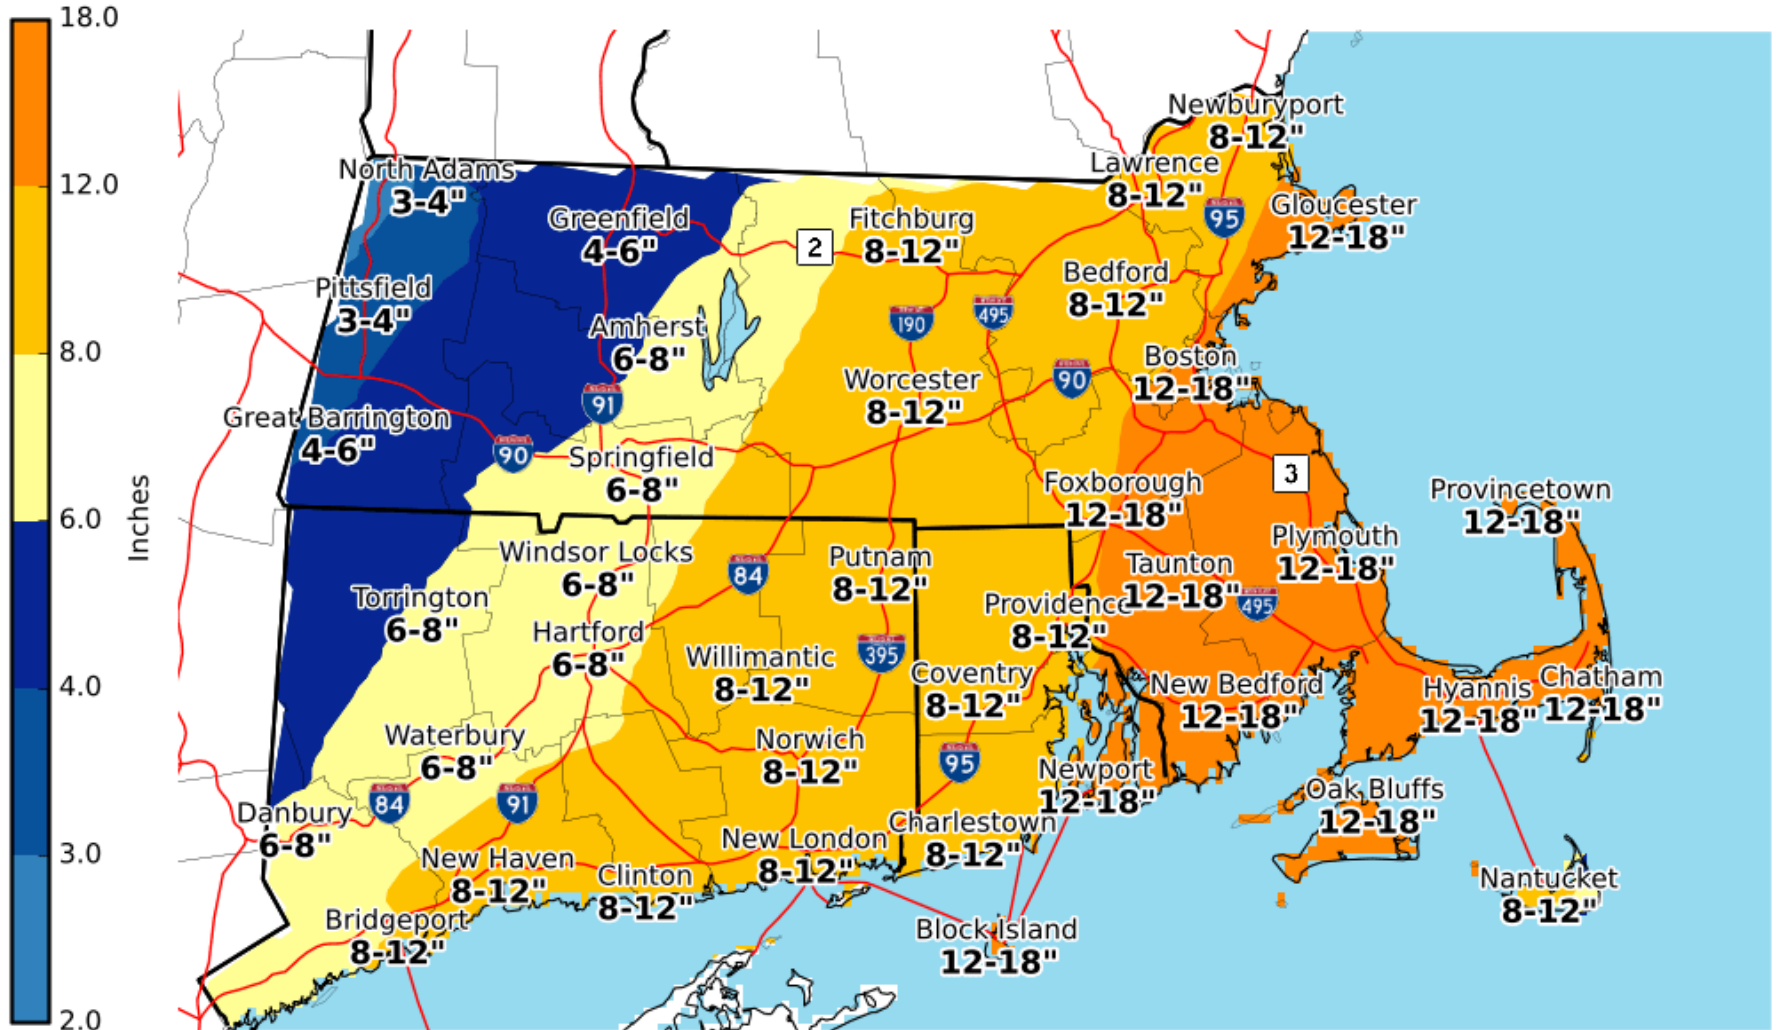 18.0
12.0
8.0
6.0
4.0
3.0
2.0
Inches
Newburyport
8-12"
North Adams
3-4"
Lawrence
8-12"
Greenfield
4-6"
Fitchburg
8-12"
95
Gloucester
12-18"
2
Pittsfield
3-4"
Bedford
8-12"
190
495
Amherst
6-8"
Boston
12-18"
Worcester
8-12"
90
91
Great Barrington
4-6"
90
Springfield
6-8"
3
Foxborough
12-18"
Provincetown
12-18"
Windsor Locks
6-8"
84
Putnam
8-12"
Taunton
12-18"
Plymouth
12-18"
495
Torrington
6-8"
Providence
8-12"
Hartford
6-8"
Willimantic
8-12"
395
Coventry
8-12"
New Bedford
12-18"
Hyannis
12-18"
Chatham
12-18"
Waterbury
6-8"
Norwich
8-12"
95
Newport
12-18"
84
91
Oak Bluffs
12-18"
Danbury
6-8"
New London
8-12"
Charlestown
8-12"
New Haven
8-12"
Clinton
8-12"
Nantucket
8-12"
Bridgeport
8-12"
Block Island
12-18"